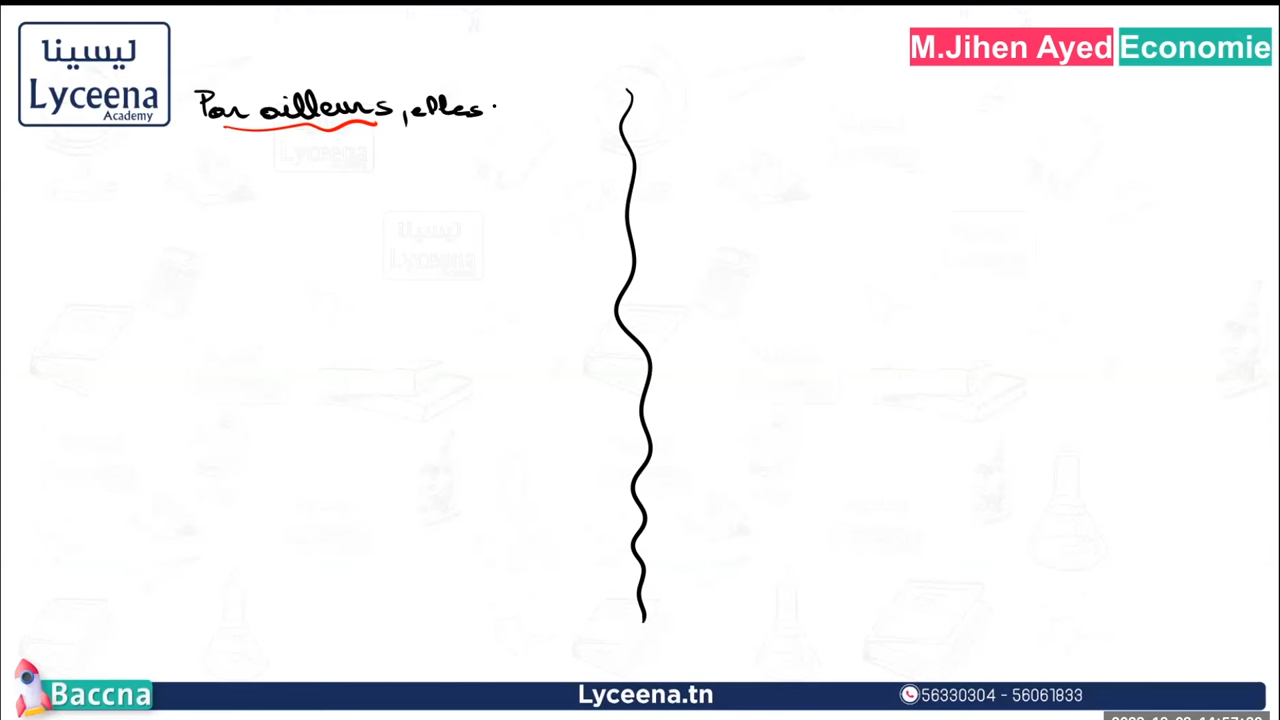 ليسينا
Lyceena
Academy
M.Jihen Ayed Economie
Par ailleurs, elles
Baccna
Lyceena.tn
56330304 - 56061833